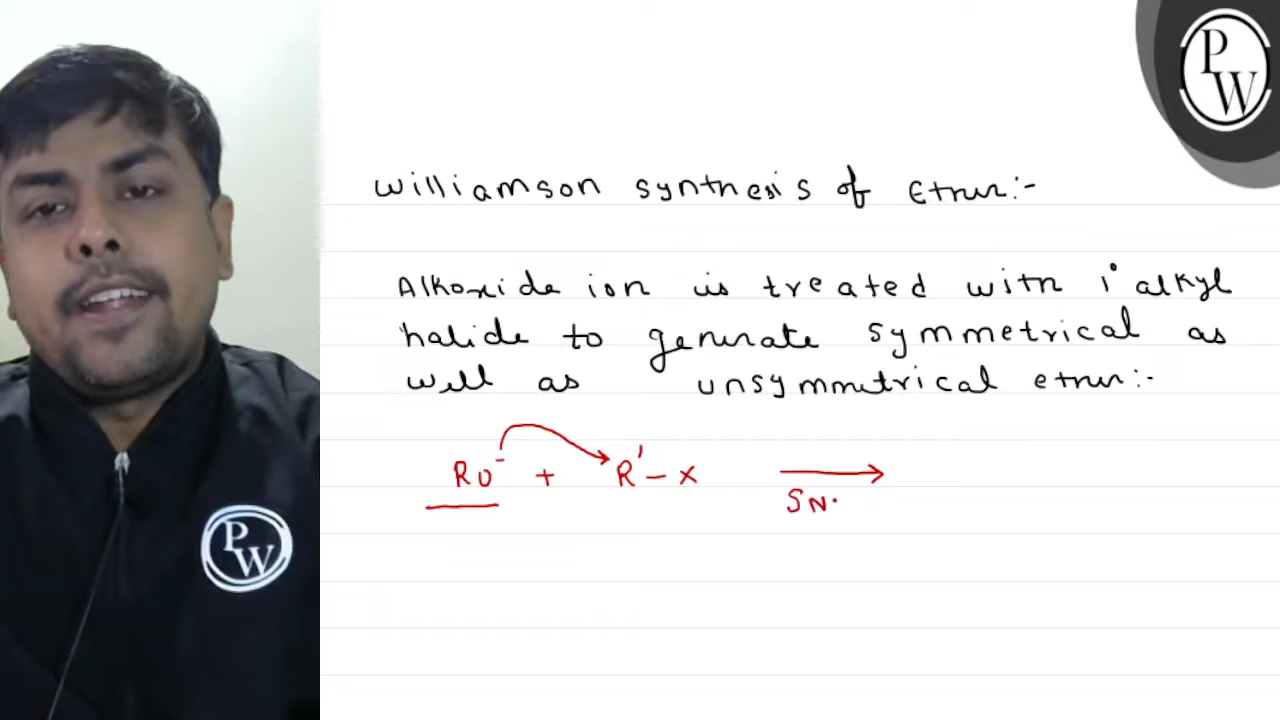 PW
Williamson synthesis of Ether:-
Alkoxide ion is treated with 1° alkyl
halide to generate symmetrical as
well as unsymmetrical ether:-
RO⁻ + R'-X
SN.
PW